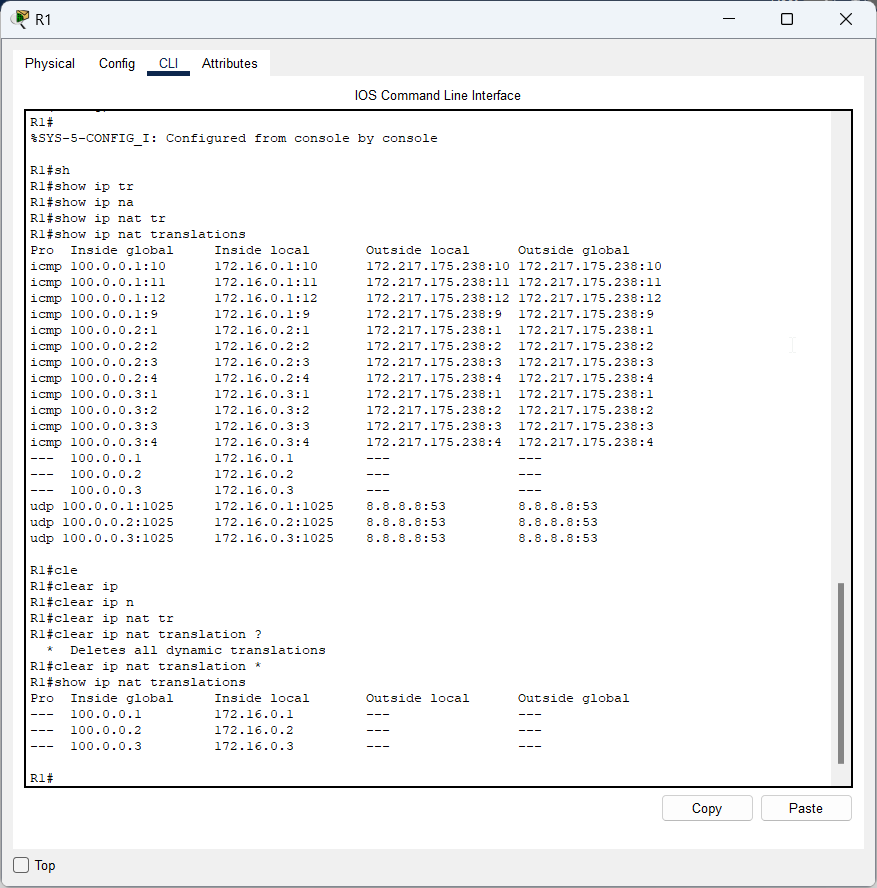 R1
Physical Config CLI Attributes
IOS Command Line Interface
R1#
%SYS-5-CONFIG_I: Configured from console by console
R1#sh
R1#show ip tr
R1#show ip na
R1#show ip nat tr
R1#show ip nat translations
Pro  Inside global     Inside local       Outside local      Outside global
icmp 100.0.0.1:10      172.16.0.1:10      172.217.175.238:10 172.217.175.238:10
icmp 100.0.0.1:11      172.16.0.1:11      172.217.175.238:11 172.217.175.238:11
icmp 100.0.0.1:12      172.16.0.1:12      172.217.175.238:12 172.217.175.238:12
icmp 100.0.0.1:9       172.16.0.1:9       172.217.175.238:9  172.217.175.238:9
icmp 100.0.0.2:1       172.16.0.2:1       172.217.175.238:1  172.217.175.238:1
icmp 100.0.0.2:2       172.16.0.2:2       172.217.175.238:2  172.217.175.238:2
icmp 100.0.0.2:3       172.16.0.2:3       172.217.175.238:3  172.217.175.238:3
icmp 100.0.0.2:4       172.16.0.2:4       172.217.175.238:4  172.217.175.238:4
icmp 100.0.0.3:1       172.16.0.3:1       172.217.175.238:1  172.217.175.238:1
icmp 100.0.0.3:2       172.16.0.3:2       172.217.175.238:2  172.217.175.238:2
icmp 100.0.0.3:3       172.16.0.3:3       172.217.175.238:3  172.217.175.238:3
icmp 100.0.0.3:4       172.16.0.3:4       172.217.175.238:4  172.217.175.238:4
---  100.0.0.1         172.16.0.1         ---                ---
---  100.0.0.2         172.16.0.2         ---                ---
---  100.0.0.3         172.16.0.3         ---                ---
udp 100.0.0.1:1025     172.16.0.1:1025    8.8.8.8:53         8.8.8.8:53
udp 100.0.0.2:1025     172.16.0.2:1025    8.8.8.8:53         8.8.8.8:53
udp 100.0.0.3:1025     172.16.0.3:1025    8.8.8.8:53         8.8.8.8:53
R1#cle
R1#clear ip
R1#clear ip n
R1#clear ip nat tr
R1#clear ip nat translation ?
  *  Deletes all dynamic translations
R1#clear ip nat translation *
R1#show ip nat translations
Pro  Inside global     Inside local       Outside local      Outside global
---  100.0.0.1         172.16.0.1         ---                ---
---  100.0.0.2         172.16.0.2         ---                ---
---  100.0.0.3         172.16.0.3         ---                ---
R1#
Copy Paste
Top